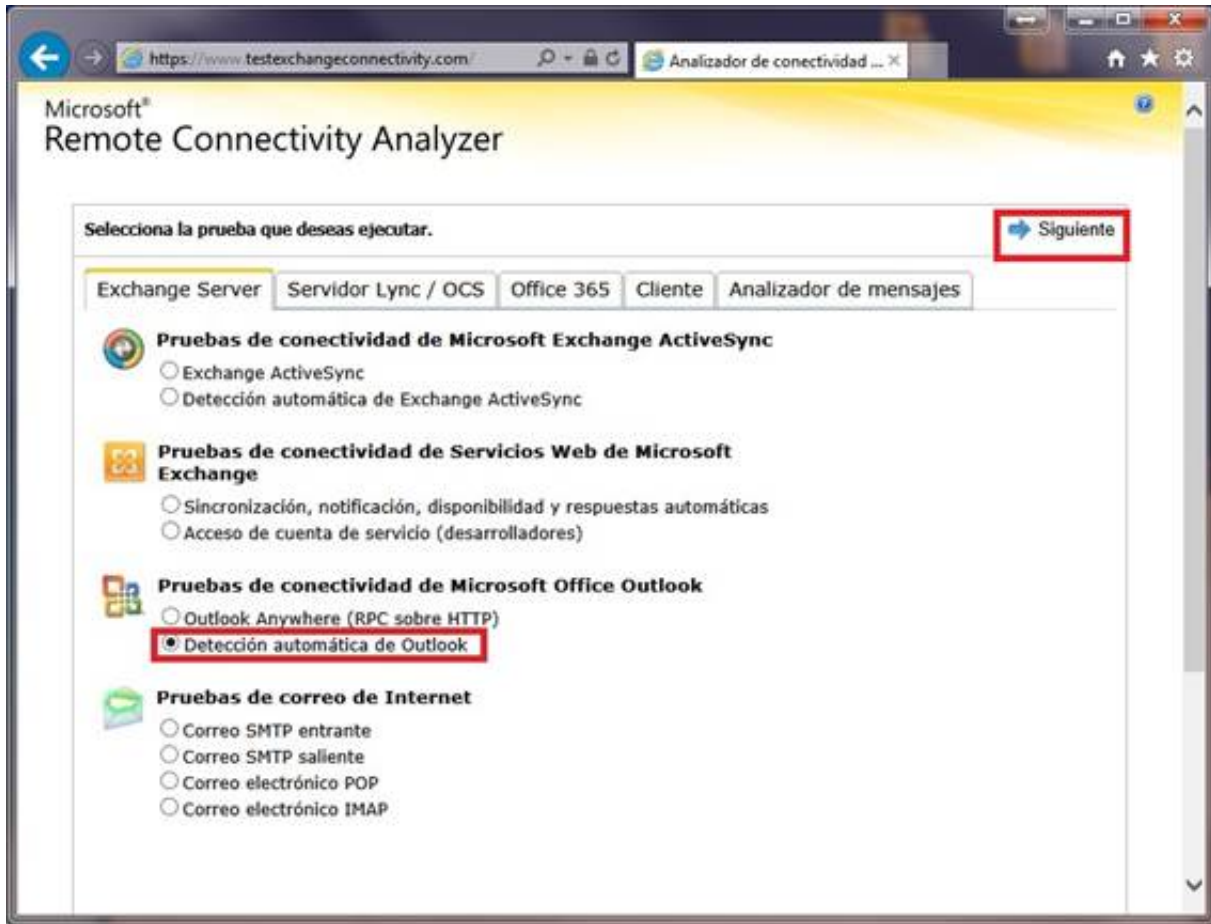 https://www.testexchangeconnectivity.com/
Analizador de conectividad ...
Microsoft®
Remote Connectivity Analyzer
Selecciona la prueba que deseas ejecutar.
Siguiente
Exchange Server
Servidor Lync / OCS
Office 365
Cliente
Analizador de mensajes
Pruebas de conectividad de Microsoft Exchange ActiveSync
Exchange ActiveSync
Detección automática de Exchange ActiveSync
Pruebas de conectividad de Servicios Web de Microsoft
Exchange
Sincronización, notificación, disponibilidad y respuestas automáticas
Acceso de cuenta de servicio (desarrolladores)
Pruebas de conectividad de Microsoft Office Outlook
Outlook Anywhere (RPC sobre HTTP)
Detección automática de Outlook
Pruebas de correo de Internet
Correo SMTP entrante
Correo SMTP saliente
Correo electrónico POP
Correo electrónico IMAP